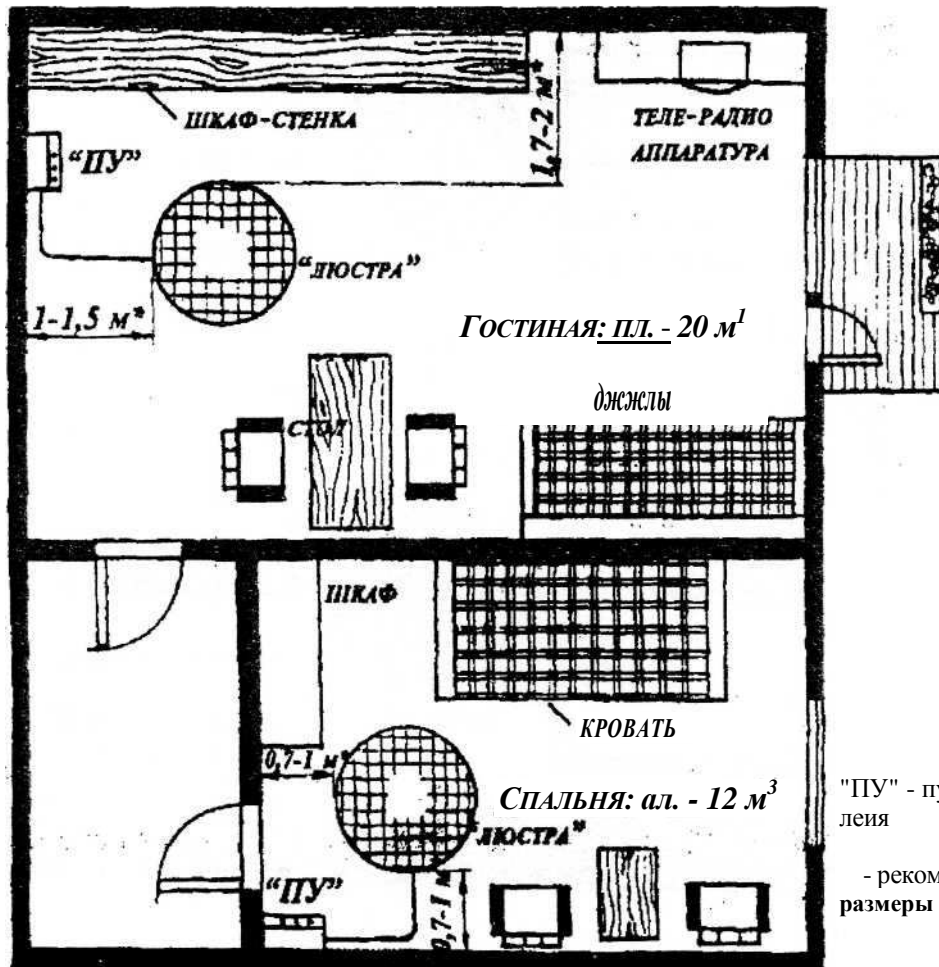 ШКАФ-СТЕНКА
1,7-2 м*
ТЕЛЕ-РАДИО
АППАРАТУРА
“ПУ”
“ЛЮСТРА”
1-1,5 м*
ГОСТИНАЯ: ПЛ. - 20 м¹
джжлы
СТОЛ
ШКАФ
КРОВАТЬ
0,7-1 м*
СПАЛЬНЯ: ал. - 12 м³
“ЛЮСТРА”
“ПУ”
0,7-1 м
"ПУ" - пу
леия
- реком
размеры